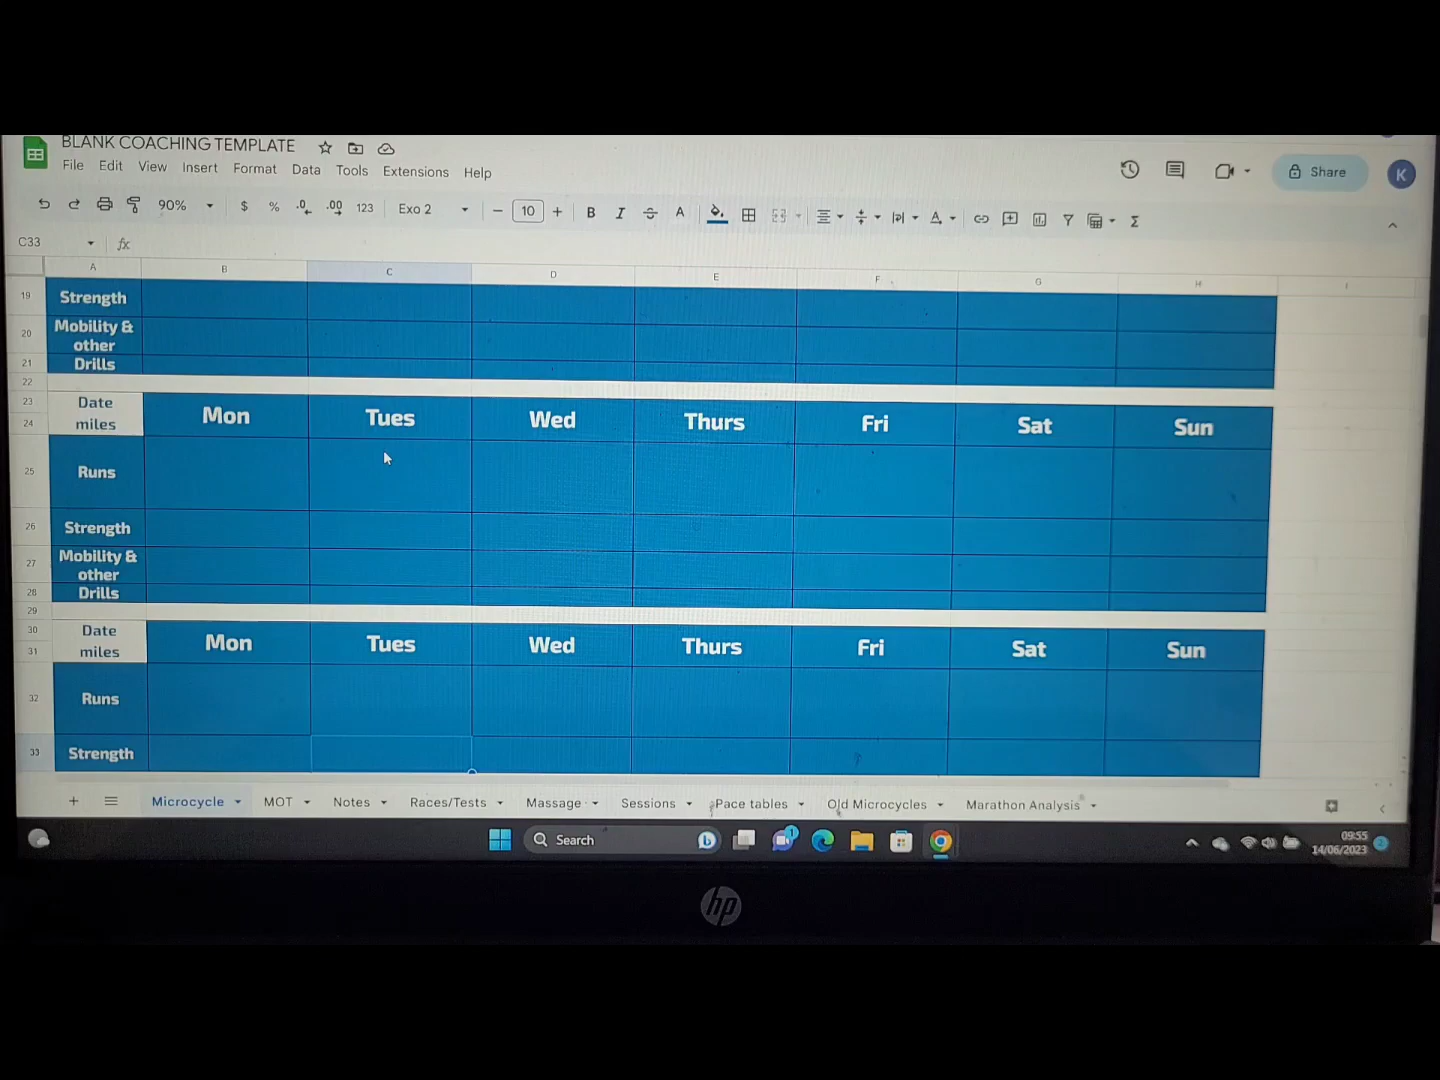 BLANK COACHING TEMPLATE
File Edit View Insert Format Data Tools Extensions Help
Share
K
90% $ % .0 .00 123 Exo 2 − 10 + B I S A Σ
C33 fx
A B C D E F G H I
19 Strength
20 Mobility & other
21 Drills
22
23 Date
24 miles Mon Tues Wed Thurs Fri Sat Sun
25 Runs
26 Strength
27 Mobility & other
28 Drills
29
30 Date
31 miles Mon Tues Wed Thurs Fri Sat Sun
32 Runs
33 Strength
+ Microcycle MOT Notes Races/Tests Massage Sessions Pace tables Old Microcycles Marathon Analysis
Search
1
09:55
14/06/2023
hp